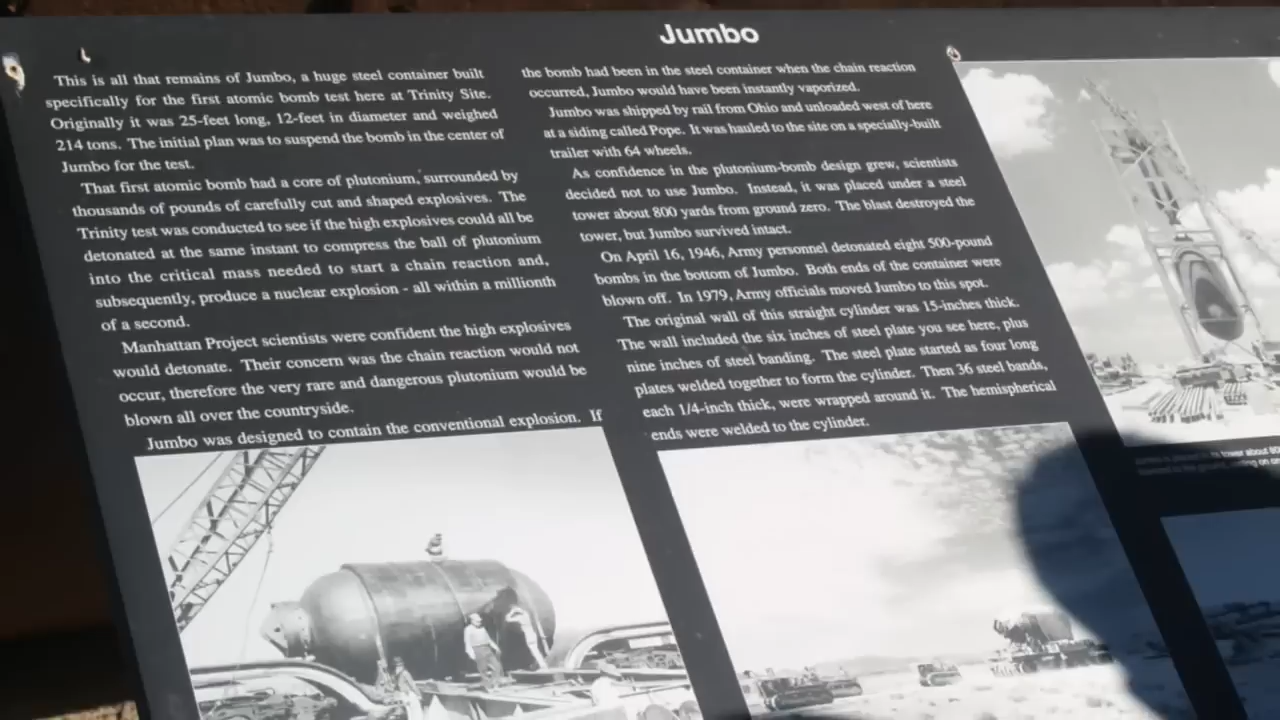 Jumbo
This is all that remains of Jumbo, a huge steel container built
specifically for the first atomic bomb test here at Trinity Site.
Originally it was 25-feet long, 12-feet in diameter and weighed
214 tons. The initial plan was to suspend the bomb in the center of
Jumbo for the test.
That first atomic bomb had a core of plutonium, surrounded by
thousands of pounds of carefully cut and shaped explosives. The
Trinity test was conducted to see if the high explosives could all be
detonated at the same instant to compress the ball of plutonium
into the critical mass needed to start a chain reaction and,
subsequently, produce a nuclear explosion - all within a millionth
of a second.
Manhattan Project scientists were confident the high explosives
would detonate. Their concern was the chain reaction would not
occur, therefore the very rare and dangerous plutonium would be
blown all over the countryside.
Jumbo was designed to contain the conventional explosion. If
the bomb had been in the steel container when the chain reaction
occurred, Jumbo would have been instantly vaporized.
Jumbo was shipped by rail from Ohio and unloaded west of here
at a siding called Pope. It was hauled to the site on a specially-built
trailer with 64 wheels.
As confidence in the plutonium-bomb design grew, scientists
decided not to use Jumbo. Instead, it was placed under a steel
tower about 800 yards from ground zero. The blast destroyed the
tower, but Jumbo survived intact.
On April 16, 1946, Army personnel detonated eight 500-pound
bombs in the bottom of Jumbo. Both ends of the container were
blown off. In 1979, Army officials moved Jumbo to this spot.
The original wall of this straight cylinder was 15-inches thick.
The wall included the six inches of steel plate you see here, plus
nine inches of steel banding. The steel plate started as four long
plates welded together to form the cylinder. Then 36 steel bands,
each 1/4-inch thick, were wrapped around it. The hemispherical
ends were welded to the cylinder.
tower about 80